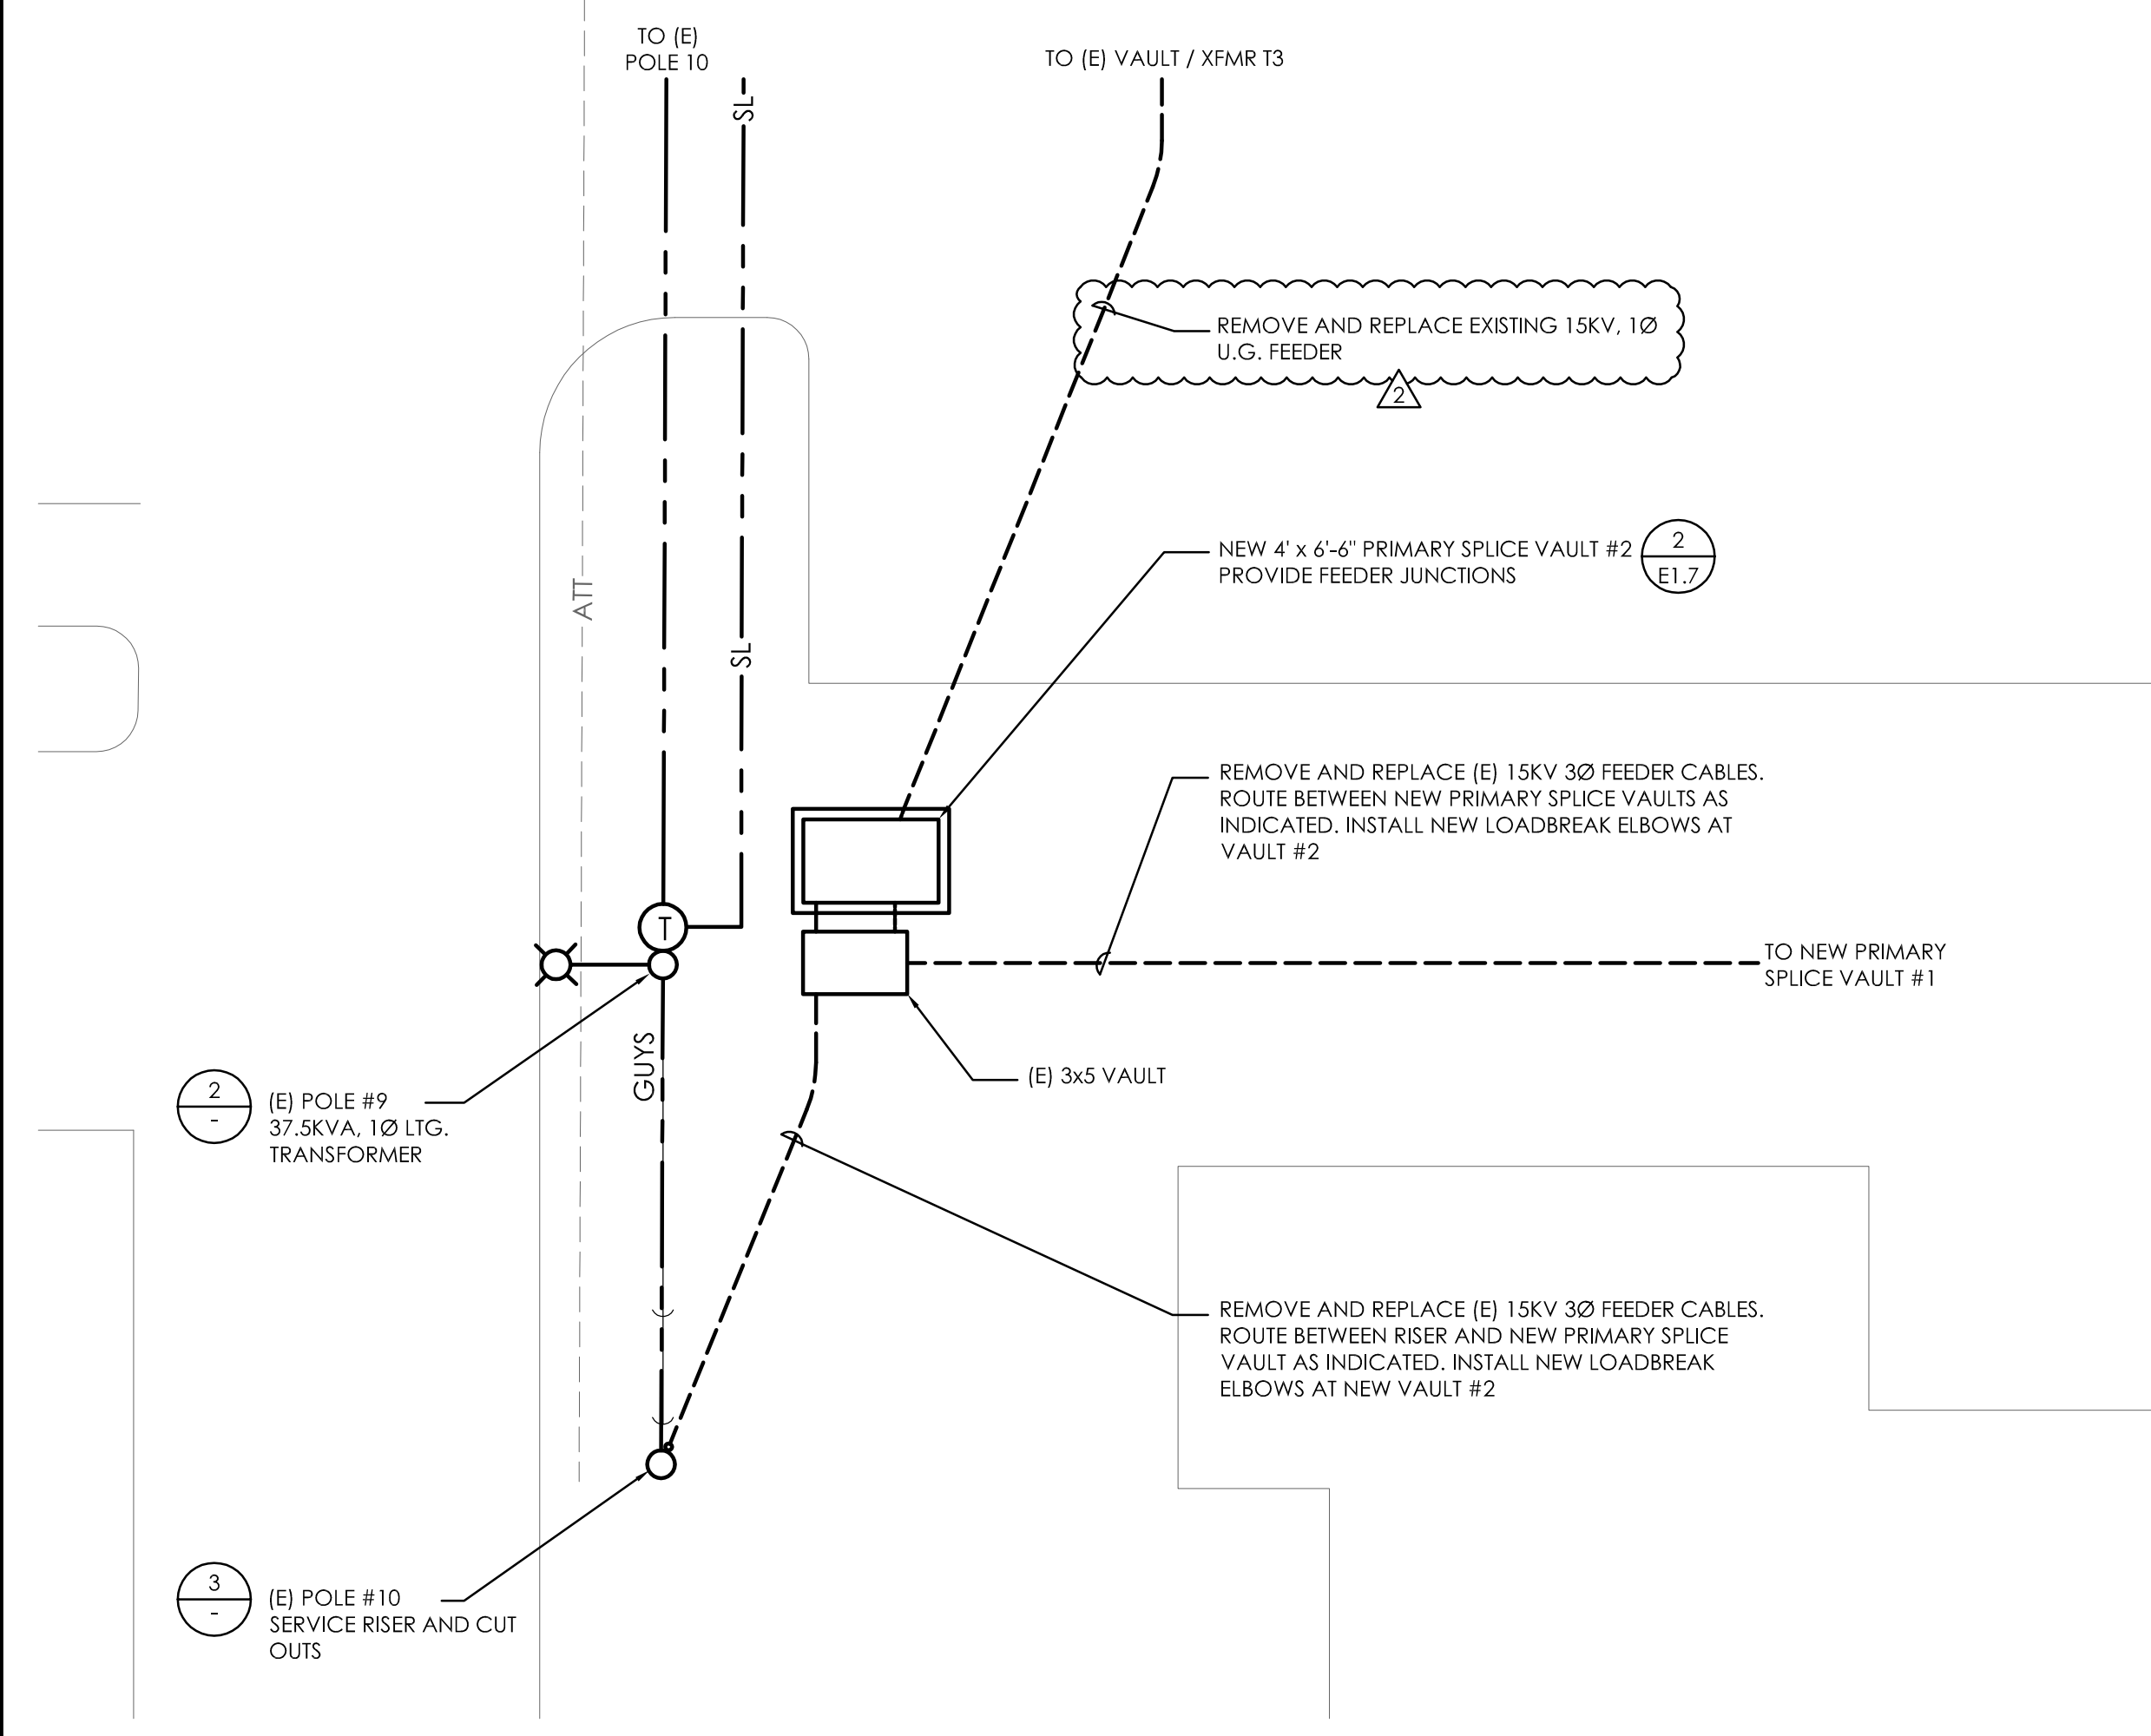 TO (E)
POLE 10
SL
TO (E) VAULT / XFMR T3
REMOVE AND REPLACE EXISTING 15KV, 1Ø
U.G. FEEDER
2
NEW 4' x 6'-6" PRIMARY SPLICE VAULT #2
PROVIDE FEEDER JUNCTIONS
2
E1.7
ATT
SL
REMOVE AND REPLACE (E) 15KV 3Ø FEEDER CABLES.
ROUTE BETWEEN NEW PRIMARY SPLICE VAULTS AS
INDICATED. INSTALL NEW LOADBREAK ELBOWS AT
VAULT #2
T
TO NEW PRIMARY
SPLICE VAULT #1
GUYS
(E) 3x5 VAULT
2
-
(E) POLE #9
37.5KVA, 1Ø LTG.
TRANSFORMER
REMOVE AND REPLACE (E) 15KV 3Ø FEEDER CABLES.
ROUTE BETWEEN RISER AND NEW PRIMARY SPLICE
VAULT AS INDICATED. INSTALL NEW LOADBREAK
ELBOWS AT NEW VAULT #2
3
-
(E) POLE #10
SERVICE RISER AND CUT
OUTS